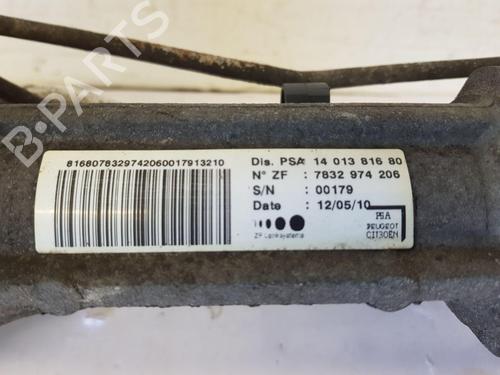 B-PARTS
8168078329742060017913210
Dis. PSA: 14 013 816 80
N° ZF : 7832 974 206
S/N : 00179
Date : 12/05/10
ZF Lenksysteme
PSA
PEUGEOT
CITROEN